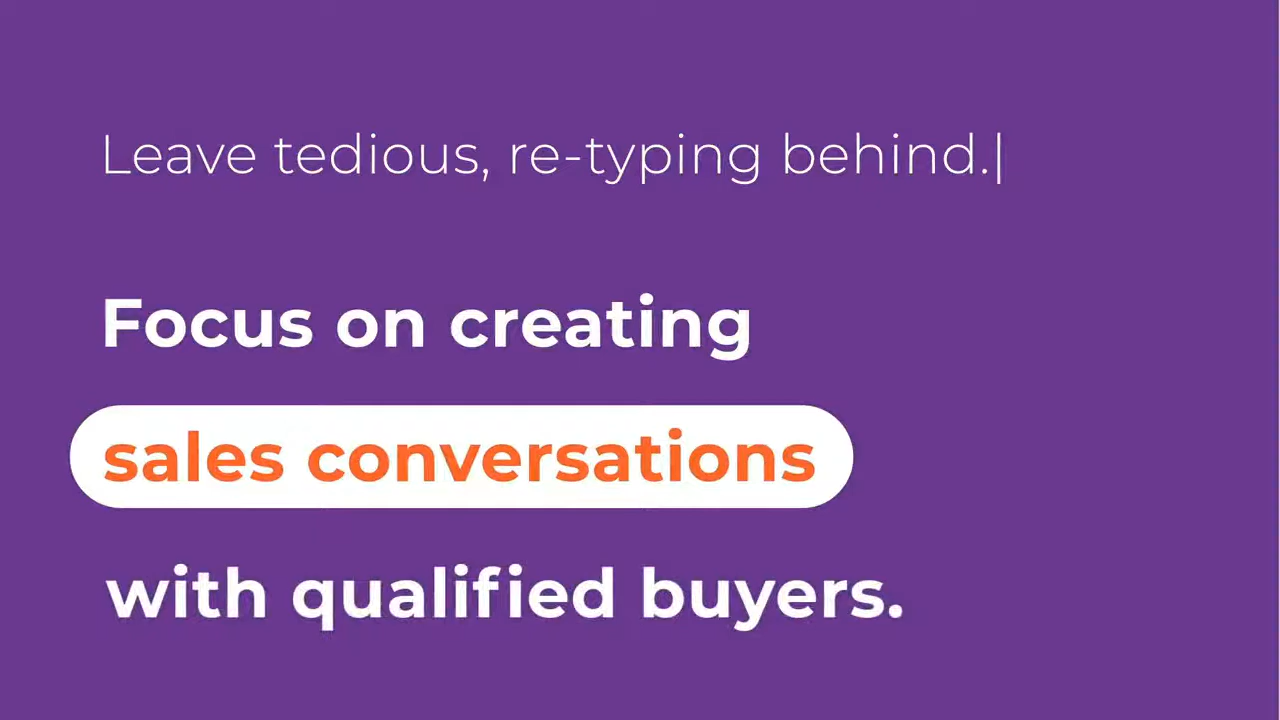 Leave tedious, re-typing behind.|
Focus on creating
sales conversations
with qualified buyers.